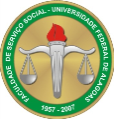 FACULDADE DE SERVIÇO SOCIAL - UNIVERSIDADE FEDERAL DE ALAGOAS
1957 - 2007